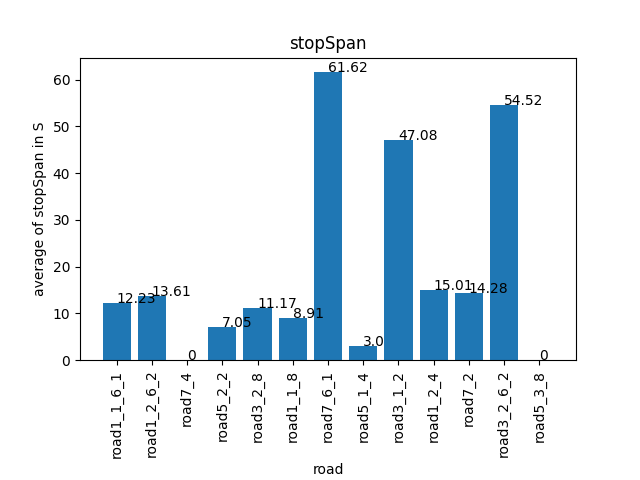 stopSpan
average of stopSpan in S
60
50
40
30
20
10
0
12.23
13.61
0
7.05
11.17
8.91
61.62
3.0
47.08
15.01
14.28
54.52
0
road1_1_6_1
road1_2_6_2
road7_4
road5_2_2
road3_2_8
road1_1_8
road7_6_1
road5_1_4
road3_1_2
road1_2_4
road7_2
road3_2_6_2
road5_3_8
road